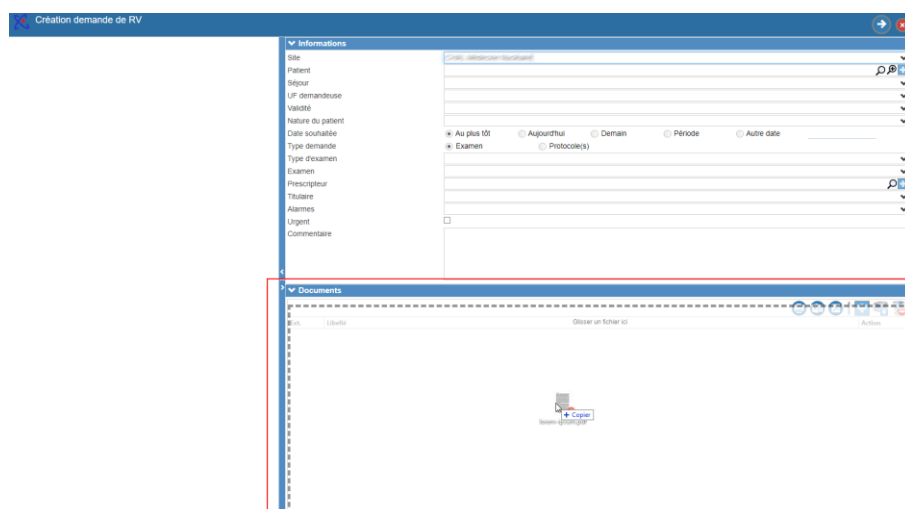 Création demande de RV
Informations
Site
Patient
Séjour
UF demandeuse
Validité
Nature du patient
Date souhaitée Au plus tôt Aujourd'hui Demain Période Autre date
Type demande Examen Protocole(s)
Type d'examen
Examen
Prescripteur
Titulaire
Alarmes
Urgent
Commentaire
Documents
Ext. Libellé Glisser un fichier ici Action
+ Copier